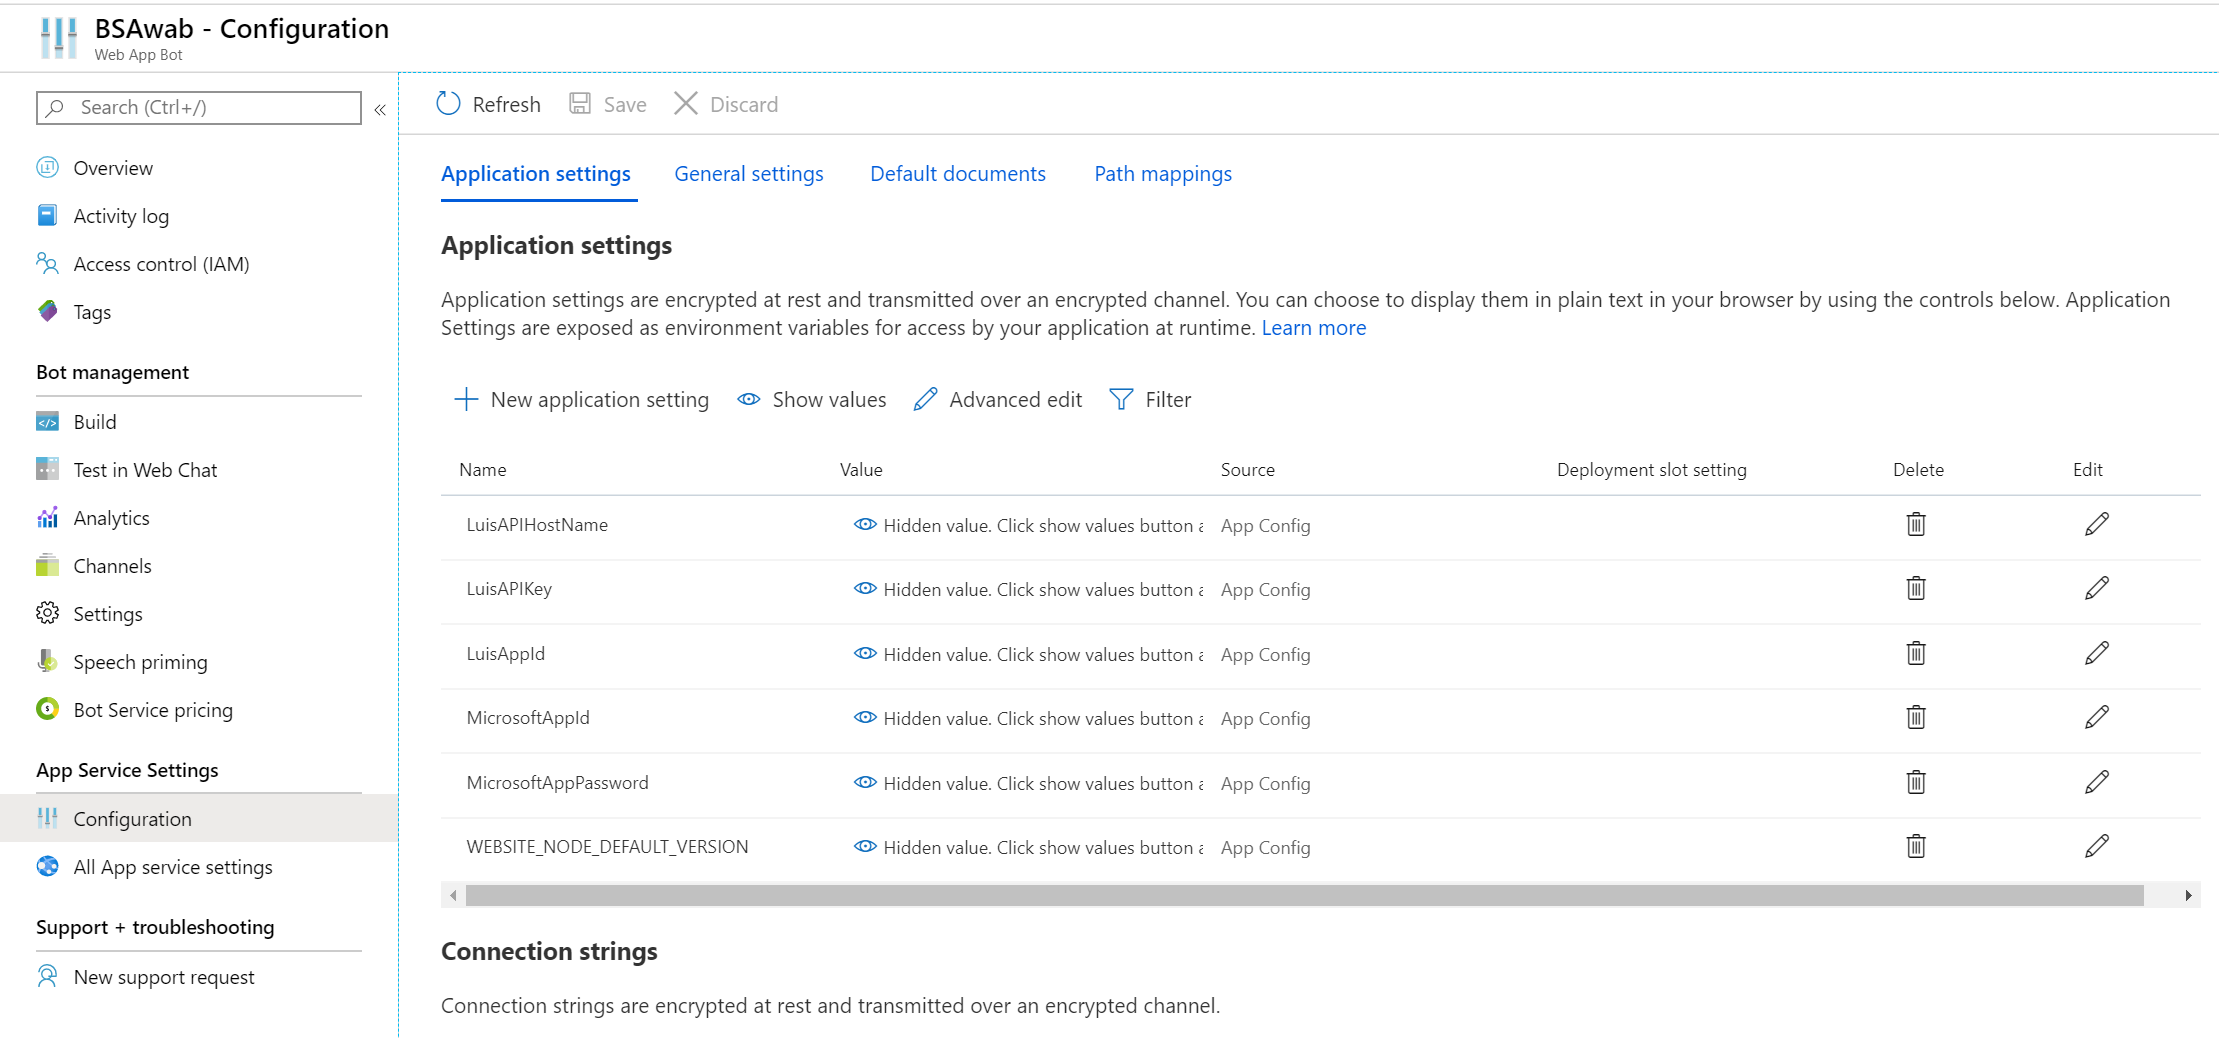 BSAwab - Configuration
Web App Bot
Search (Ctrl+/)
«
Overview
Activity log
Access control (IAM)
Tags
Bot management
Build
Test in Web Chat
Analytics
Channels
Settings
Speech priming
Bot Service pricing
App Service Settings
Configuration
All App service settings
Support + troubleshooting
New support request
Refresh Save Discard
Application settings General settings Default documents Path mappings
Application settings
Application settings are encrypted at rest and transmitted over an encrypted channel. You can choose to display them in plain text in your browser by using the controls below. Application
Settings are exposed as environment variables for access by your application at runtime. Learn more
New application setting Show values Advanced edit Filter
Name Value Source Deployment slot setting Delete Edit
LuisAPIHostName Hidden value. Click show values button a App Config
LuisAPIKey Hidden value. Click show values button a App Config
LuisAppId Hidden value. Click show values button a App Config
MicrosoftAppId Hidden value. Click show values button a App Config
MicrosoftAppPassword Hidden value. Click show values button a App Config
WEBSITE_NODE_DEFAULT_VERSION Hidden value. Click show values button a App Config
Connection strings
Connection strings are encrypted at rest and transmitted over an encrypted channel.